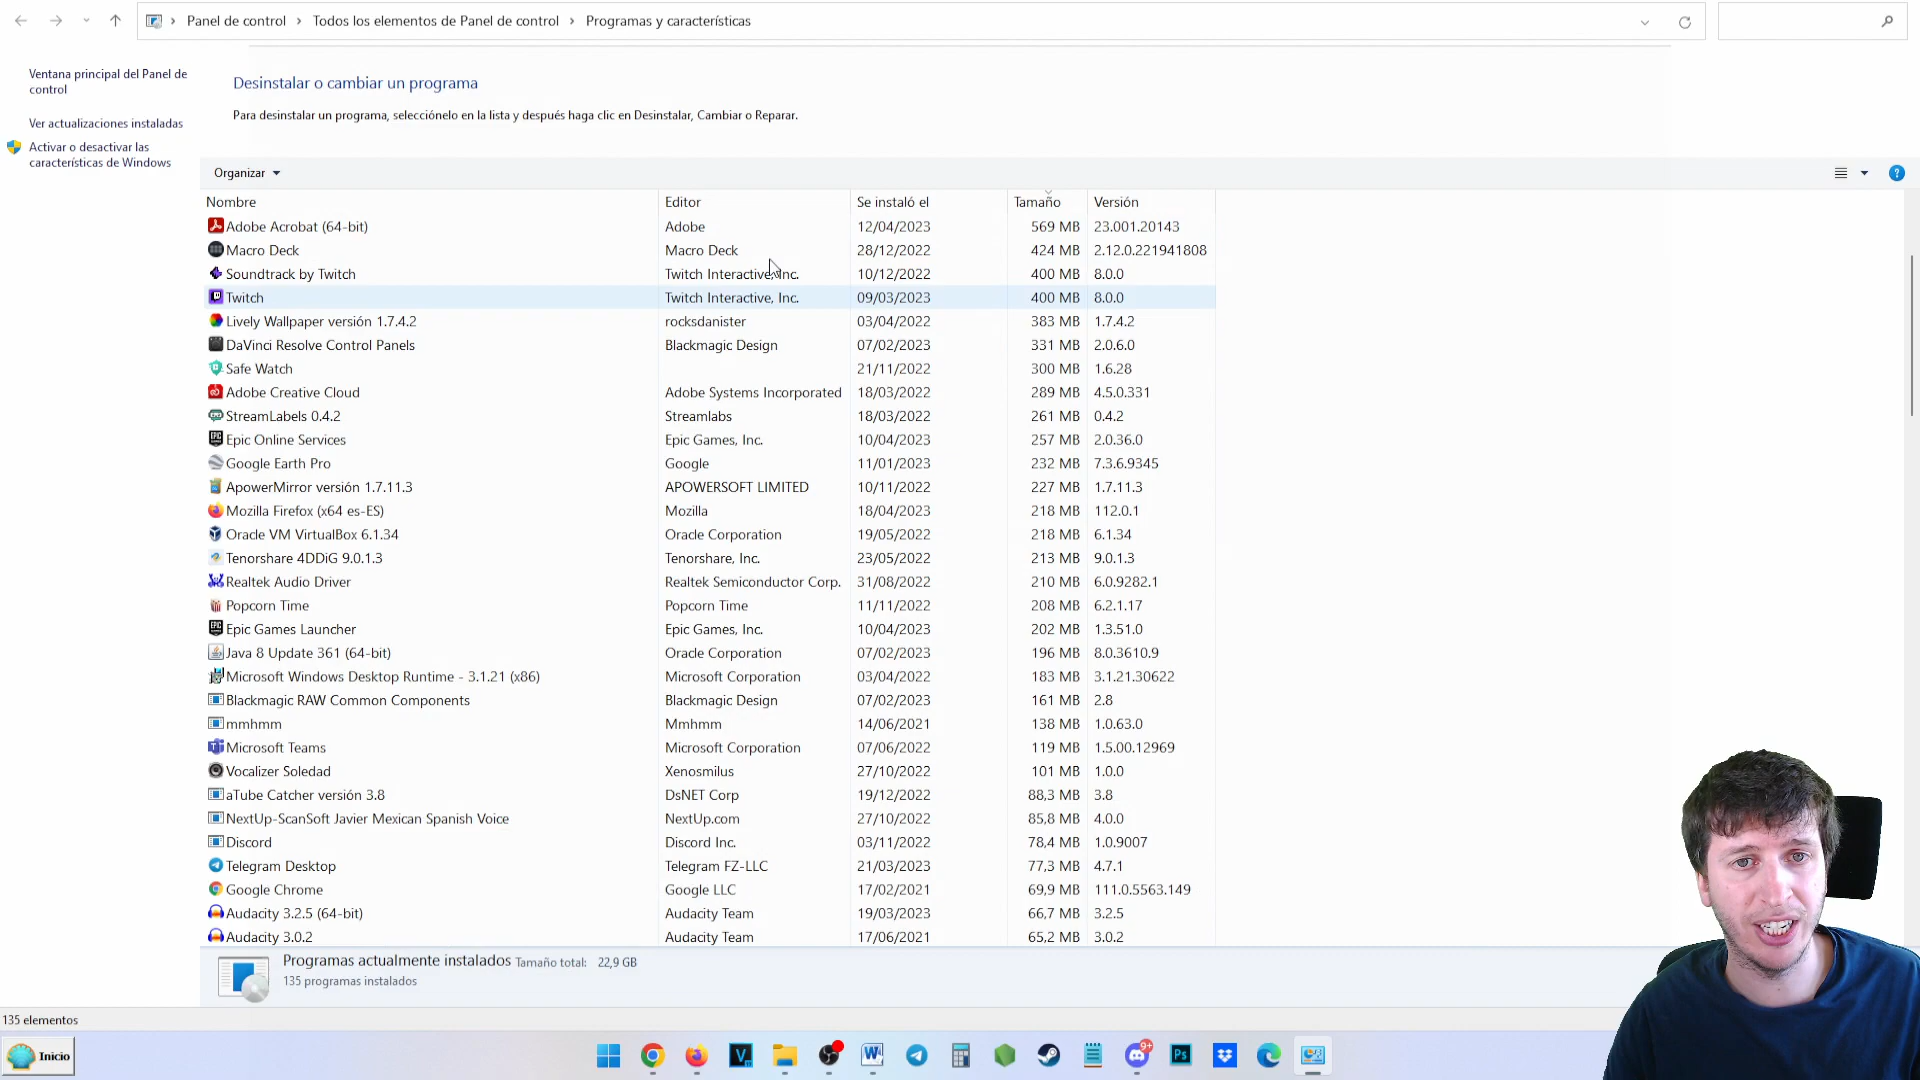 Panel de control > Todos los elementos de Panel de control > Programas y características
Ventana principal del Panel de
control
Ver actualizaciones instaladas
Activar o desactivar las
características de Windows
Desinstalar o cambiar un programa
Para desinstalar un programa, selecciónelo en la lista y después haga clic en Desinstalar, Cambiar o Reparar.
Organizar
Nombre Editor Se instaló el Tamaño Versión
Adobe Acrobat (64-bit) Adobe 12/04/2023 569 MB 23.001.20143
Macro Deck Macro Deck 28/12/2022 424 MB 2.12.0.221941808
Soundtrack by Twitch Twitch Interactive, Inc. 10/12/2022 400 MB 8.0.0
Twitch Twitch Interactive, Inc. 09/03/2023 400 MB 8.0.0
Lively Wallpaper versión 1.7.4.2 rocksdanister 03/04/2022 383 MB 1.7.4.2
DaVinci Resolve Control Panels Blackmagic Design 07/02/2023 331 MB 2.0.6.0
Safe Watch 21/11/2022 300 MB 1.6.28
Adobe Creative Cloud Adobe Systems Incorporated 18/03/2022 289 MB 4.5.0.331
StreamLabels 0.4.2 Streamlabs 18/03/2022 261 MB 0.4.2
Epic Online Services Epic Games, Inc. 10/04/2023 257 MB 2.0.36.0
Google Earth Pro Google 11/01/2023 232 MB 7.3.6.9345
ApowerMirror versión 1.7.11.3 APOWERSOFT LIMITED 10/11/2022 227 MB 1.7.11.3
Mozilla Firefox (x64 es-ES) Mozilla 18/04/2023 218 MB 112.0.1
Oracle VM VirtualBox 6.1.34 Oracle Corporation 19/05/2022 218 MB 6.1.34
Tenorshare 4DDiG 9.0.1.3 Tenorshare, Inc. 23/05/2022 213 MB 9.0.1.3
Realtek Audio Driver Realtek Semiconductor Corp. 31/08/2022 210 MB 6.0.9282.1
Popcorn Time Popcorn Time 11/11/2022 208 MB 6.2.1.17
Epic Games Launcher Epic Games, Inc. 10/04/2023 202 MB 1.3.51.0
Java 8 Update 361 (64-bit) Oracle Corporation 07/02/2023 196 MB 8.0.3610.9
Microsoft Windows Desktop Runtime - 3.1.21 (x86) Microsoft Corporation 03/04/2022 183 MB 3.1.21.30622
Blackmagic RAW Common Components Blackmagic Design 07/02/2023 161 MB 2.8
mmhmm Mmhmm 14/06/2021 138 MB 1.0.63.0
Microsoft Teams Microsoft Corporation 07/06/2022 119 MB 1.5.00.12969
Vocalizer Soledad Xenosmilus 27/10/2022 101 MB 1.0.0
aTube Catcher versión 3.8 DsNET Corp 19/12/2022 88,3 MB 3.8
NextUp-ScanSoft Javier Mexican Spanish Voice NextUp.com 27/10/2022 85,8 MB 4.0.0
Discord Discord Inc. 03/11/2022 78,4 MB 1.0.9007
Telegram Desktop Telegram FZ-LLC 21/03/2023 77,3 MB 4.7.1
Google Chrome Google LLC 17/02/2021 69,9 MB 111.0.5563.149
Audacity 3.2.5 (64-bit) Audacity Team 19/03/2023 66,7 MB 3.2.5
Audacity 3.0.2 Audacity Team 17/06/2021 65,2 MB 3.0.2
Programas actualmente instalados Tamaño total: 22,9 GB
135 programas instalados
135 elementos
Inicio
9+